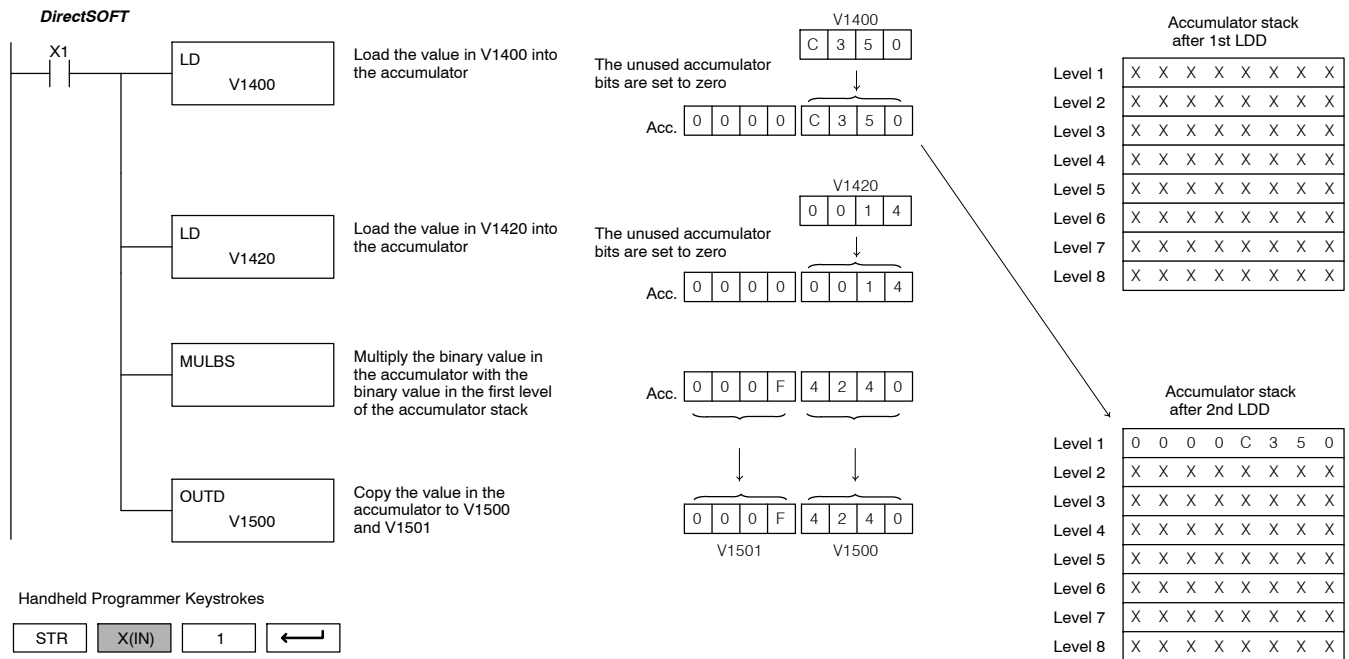 DirectSOFT
X1
LD
V1400
Load the value in V1400 into
the accumulator
The unused accumulator
bits are set to zero
V1400
C 3 5 0
Acc. 0 0 0 0 C 3 5 0
LD
V1420
Load the value in V1420 into
the accumulator
The unused accumulator
bits are set to zero
V1420
0 0 1 4
Acc. 0 0 0 0 0 0 1 4
MULBS
Multiply the binary value in
the accumulator with the
binary value in the first level
of the accumulator stack
Acc. 0 0 0 F 4 2 4 0
OUTD
V1500
Copy the value in the
accumulator to V1500
and V1501
0 0 0 F 4 2 4 0
V1501 V1500
Accumulator stack
after 1st LDD
Level 1 X X X X X X X X
Level 2 X X X X X X X X
Level 3 X X X X X X X X
Level 4 X X X X X X X X
Level 5 X X X X X X X X
Level 6 X X X X X X X X
Level 7 X X X X X X X X
Level 8 X X X X X X X X
Accumulator stack
after 2nd LDD
Level 1 0 0 0 0 C 3 5 0
Level 2 X X X X X X X X
Level 3 X X X X X X X X
Level 4 X X X X X X X X
Level 5 X X X X X X X X
Level 6 X X X X X X X X
Level 7 X X X X X X X X
Level 8 X X X X X X X X
Handheld Programmer Keystrokes
STR X(IN) 1